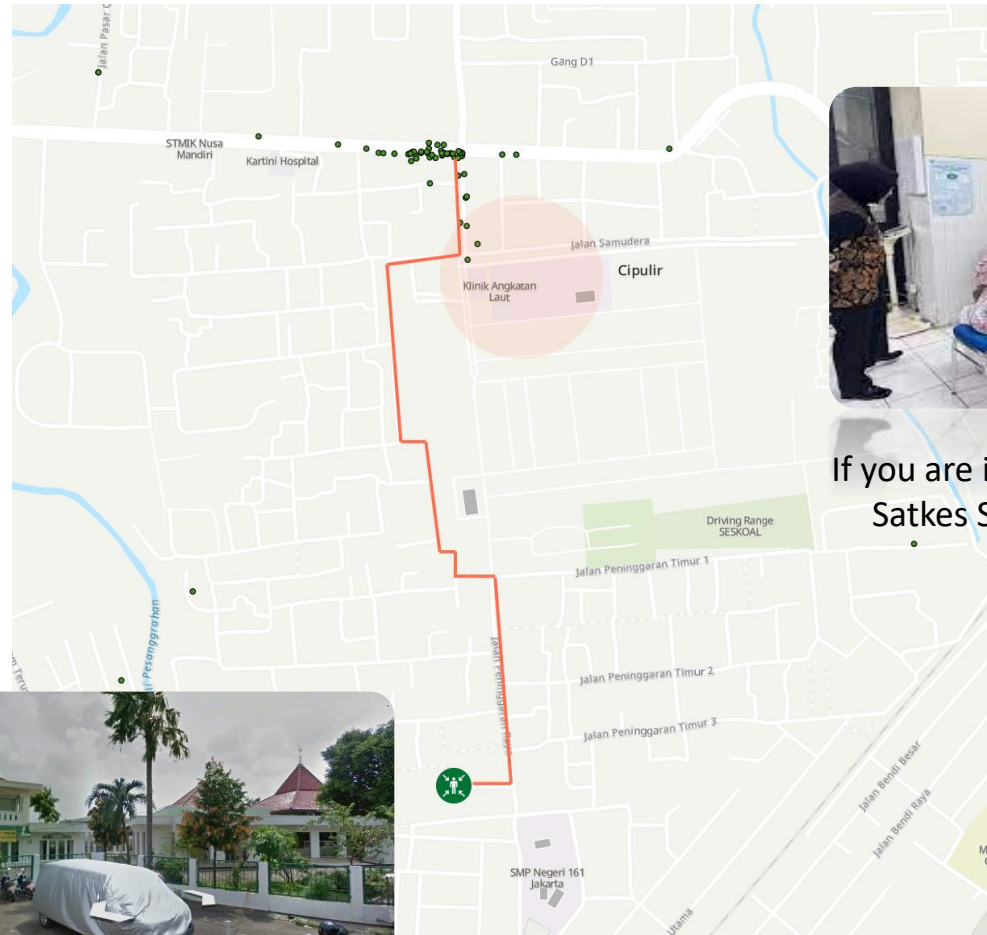 Gang D1
STMIK Nusa
Mandiri
Kartini Hospital
Jalan Samudera
Cipulir
Klinik Angkatan
Laut
If you are i
Satkes S
Driving Range
SESKOAL
Jalan Peninggaran Timur 1
Pesanggrahan
Jalan Peninggaran Raya
Jalan Peninggaran Timur 2
Jalan Peninggaran Timur 3
Jalan Bendi Besar
Jalan Bendi Raya
SMP Negeri 161
Jakarta
Utama